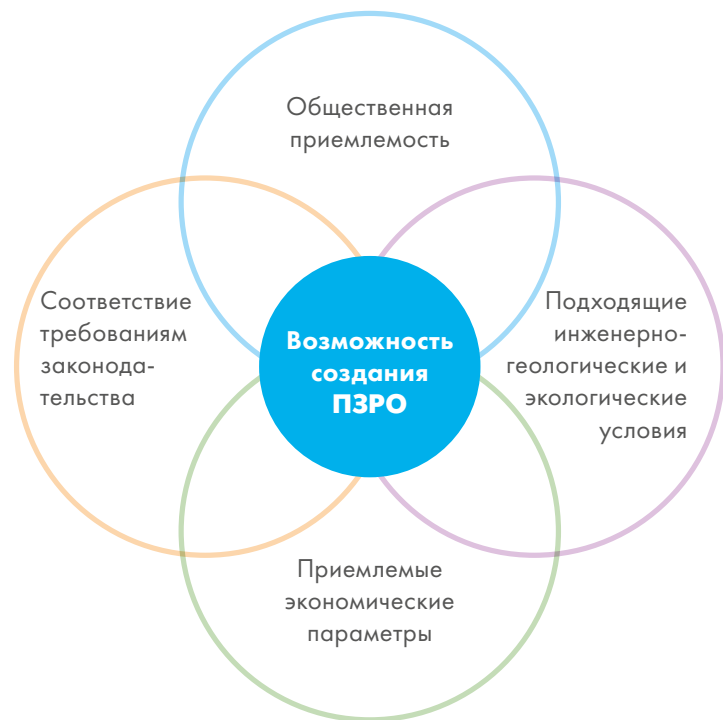 Общественная
приемлемость
Соответствие
требованиям
законода-
тельства
Возможность
создания
ПЗРО
Подходящие
инженерно-
геологические и
экологические
условия
Приемлемые
экономические
параметры